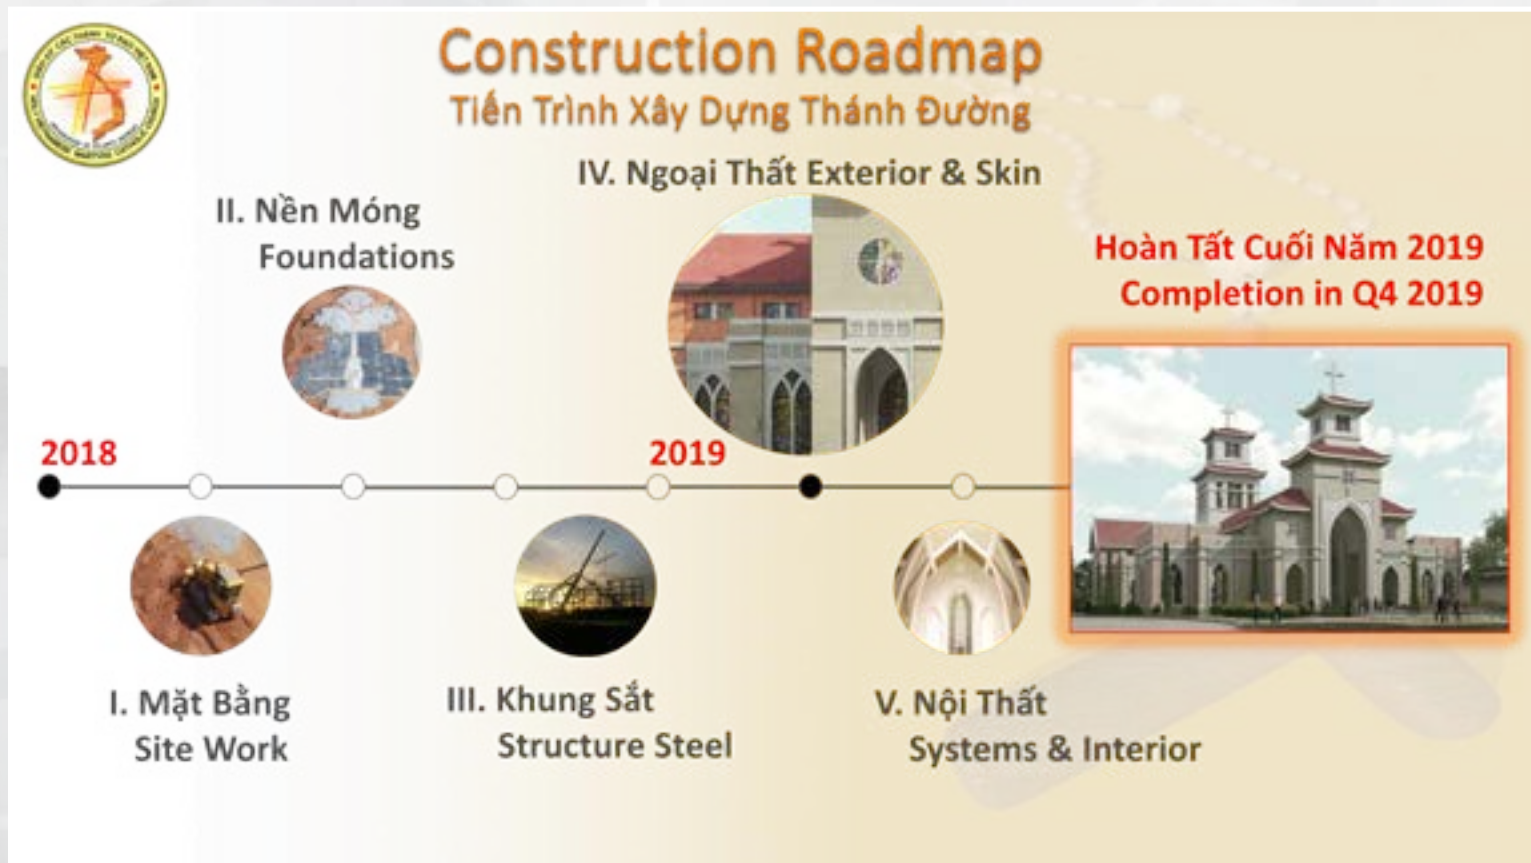 Construction Roadmap
Tiến Trình Xây Dựng Thánh Đường
IV. Ngoại Thất Exterior & Skin
II. Nền Móng
Foundations
Hoàn Tất Cuối Năm 2019
Completion in Q4 2019
2018
2019
I. Mặt Bằng
Site Work
III. Khung Sắt
Structure Steel
V. Nội Thất
Systems & Interior